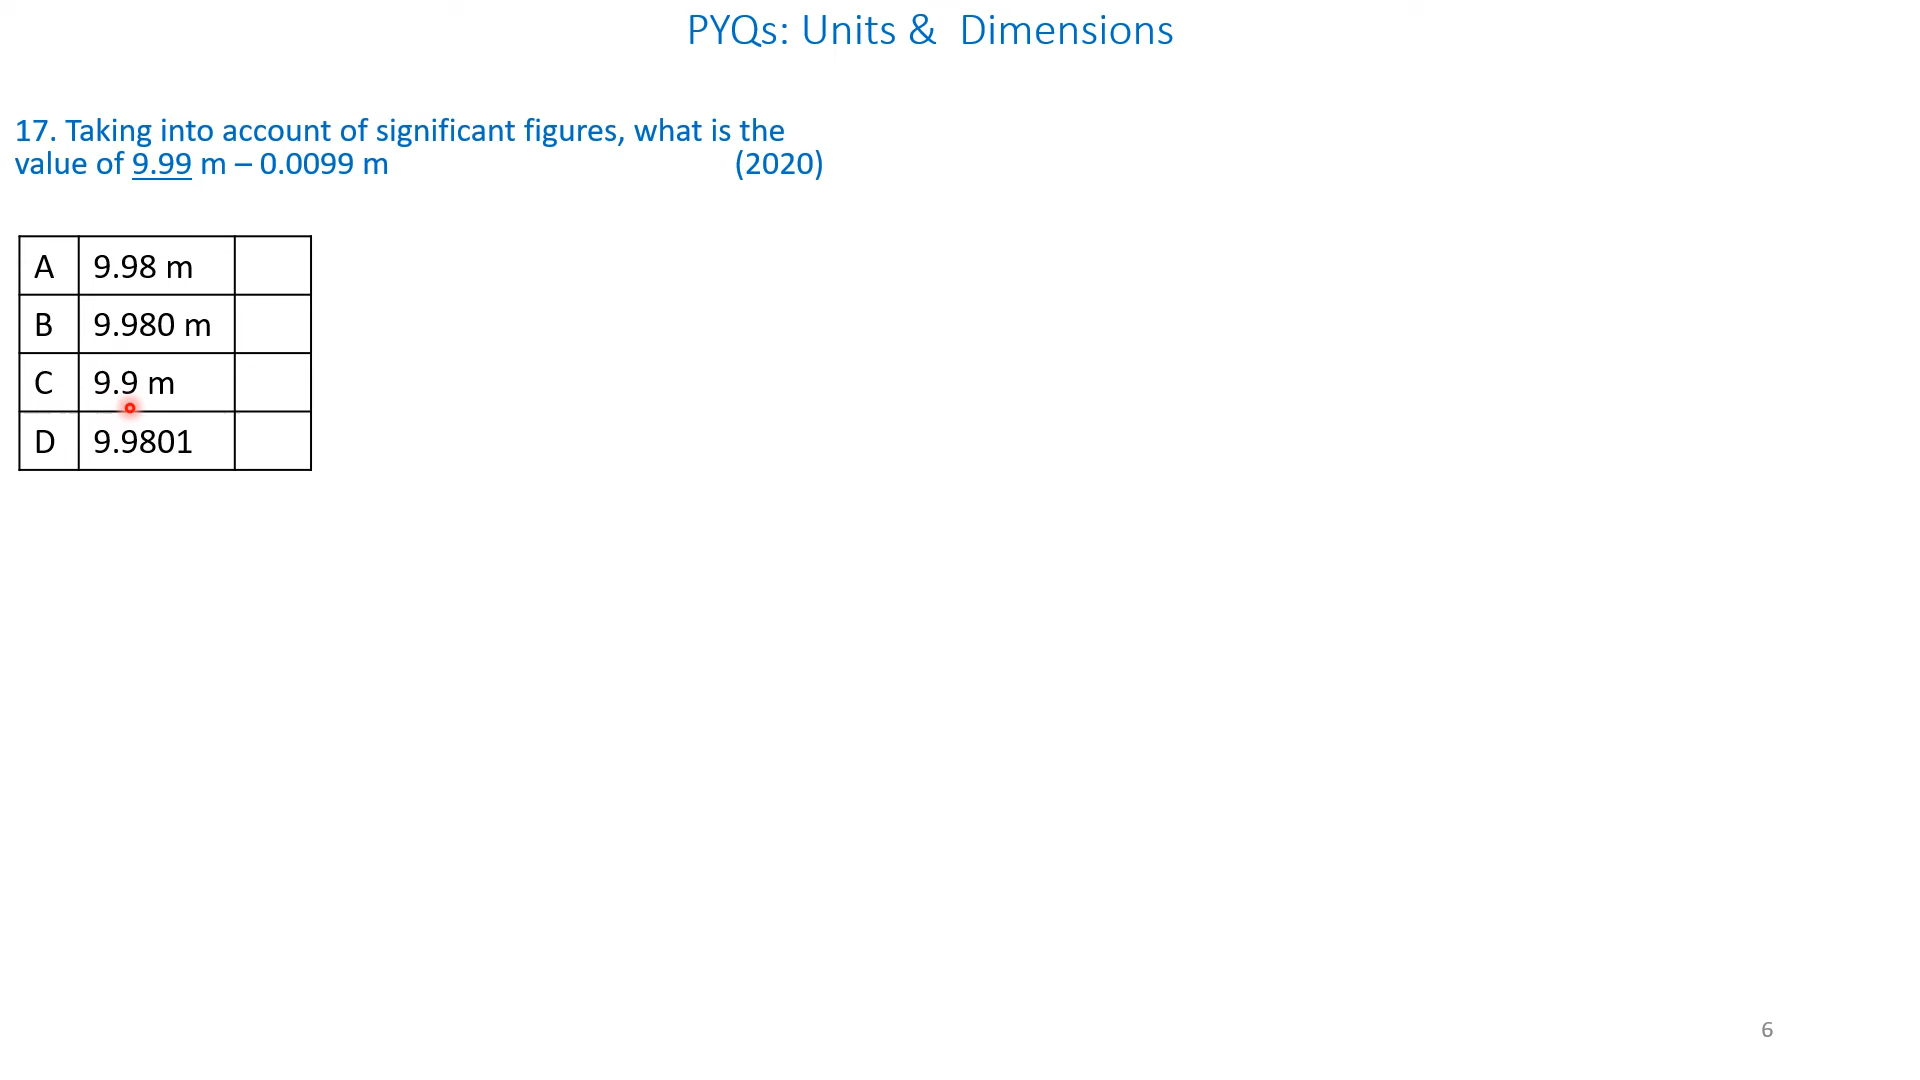 PYQs: Units & Dimensions
17. Taking into account of significant figures, what is the
value of 9.99 m – 0.0099 m (2020)
A 9.98 m
B 9.980 m
C 9.9 m
D 9.9801
6